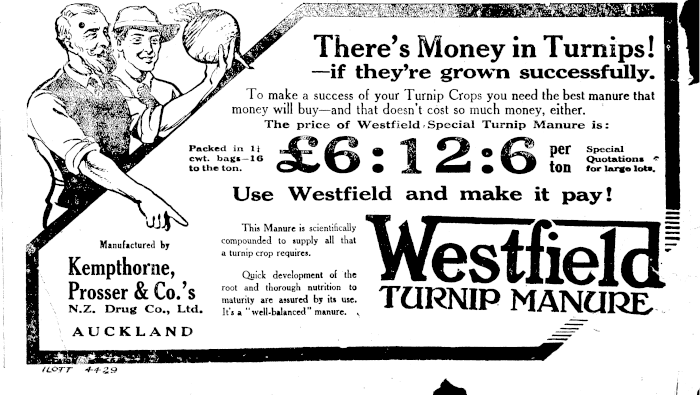 There's Money in Turnips!
—if they're grown successfully.
To make a success of your Turnip Crops you need the best manure that
money will buy—and that doesn't cost so much money, either.
The price of Westfield Special Turnip Manure is:
Packed in 1¼
cwt. bags—16
to the ton.
£6:12:6
per
ton
Special
Quotations
for large lots.
Use Westfield and make it pay!
Manufactured by
Kempthorne,
Prosser & Co.'s
N.Z. Drug Co., Ltd.
AUCKLAND
This Manure is scientifically
compounded to supply all that
a turnip crop requires.
Quick development of the
root and thorough nutrition to
maturity are assured by its use.
It's a "well-balanced" manure.
Westfield
TURNIP MANURE
ILOTT 4-4-29